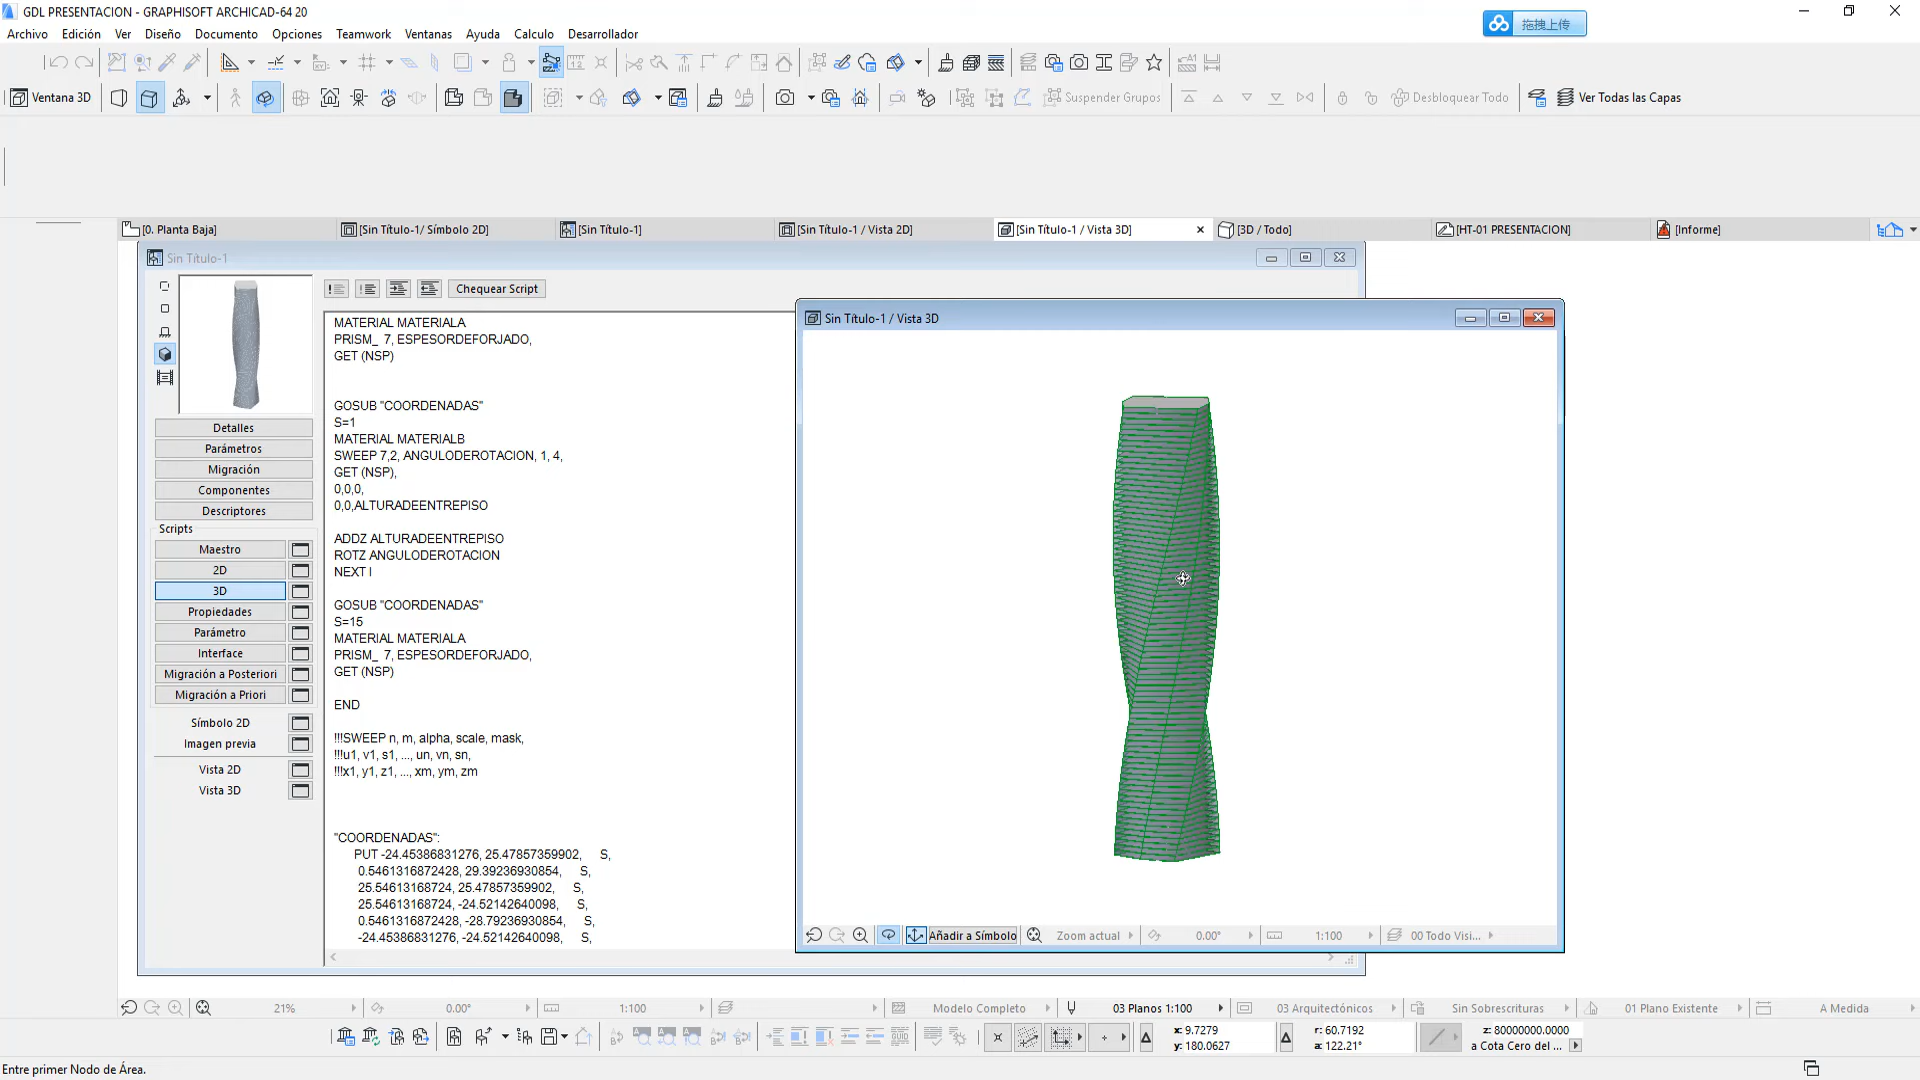 GDL PRESENTACION - GRAPHISOFT ARCHICAD-64 20
拖拽上传
Archivo Edición Ver Diseño Documento Opciones Teamwork Ventanas Ayuda Calculo Desarrollador
Ventana 3D
Suspender Grupos
Desbloquear Todo
Ver Todas las Capas
[0. Planta Baja]
[Sin Título-1/ Símbolo 2D]
[Sin Título-1]
[Sin Título-1 / Vista 2D]
[Sin Título-1 / Vista 3D]
[3D / Todo]
[HT-01 PRESENTACION]
[Informe]
Sin Título-1
Chequear Script
Detalles
Parámetros
Migración
Componentes
Descriptores
Scripts
Maestro
2D
3D
Propiedades
Parámetro
Interface
Migración a Posteriori
Migración a Priori
Símbolo 2D
Imagen previa
Vista 2D
Vista 3D
MATERIAL MATERIALA
PRISM_ 7, ESPESORDEFORJADO,
GET (NSP)
GOSUB "COORDENADAS"
S=1
MATERIAL MATERIALB
SWEEP 7,2, ANGULODEROTACION, 1, 4,
GET (NSP),
0,0,0,
0,0,ALTURADEENTREPISO
ADDZ ALTURADEENTREPISO
ROTZ ANGULODEROTACION
NEXT I
GOSUB "COORDENADAS"
S=15
MATERIAL MATERIALA
PRISM_ 7, ESPESORDEFORJADO,
GET (NSP)
END
!!!SWEEP n, m, alpha, scale, mask,
!!!u1, v1, s1, ..., un, vn, sn,
!!!x1, y1, z1, ..., xm, ym, zm
"COORDENADAS":
PUT -24.45386831276, 25.47857359902, S,
0.5461316872428, 29.39236930854, S,
25.54613168724, 25.47857359902, S,
25.54613168724, -24.52142640098, S,
0.5461316872428, -28.79236930854, S,
-24.45386831276, -24.52142640098, S,
Sin Título-1 / Vista 3D
Añadir a Símbolo
Zoom actual
0.00°
1:100
00 Todo Visi...
21%
0.00°
1:100
Modelo Completo
03 Planos 1:100
03 Arquitectónicos
Sin Sobrescrituras
01 Plano Existente
A Medida
x: 9.7279
y: 180.0627
r: 60.7192
a: 122.21°
z: 80000000.0000
a Cota Cero del ...
Entre primer Nodo de Área.